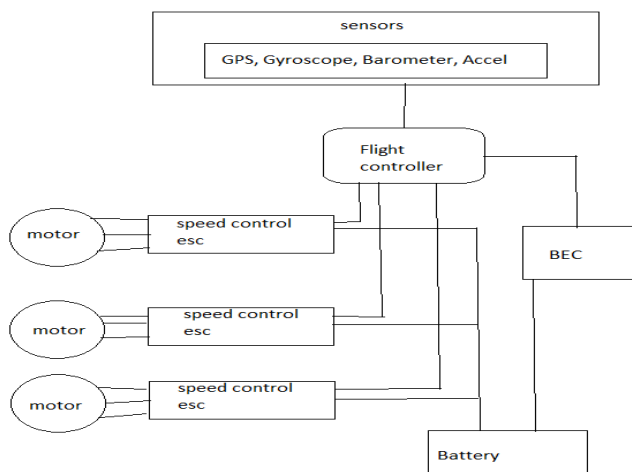 sensors
GPS, Gyroscope, Barometer, Accel
Flight
controller
speed control
esc
motor
BEC
speed control
esc
motor
speed control
esc
motor
Battery